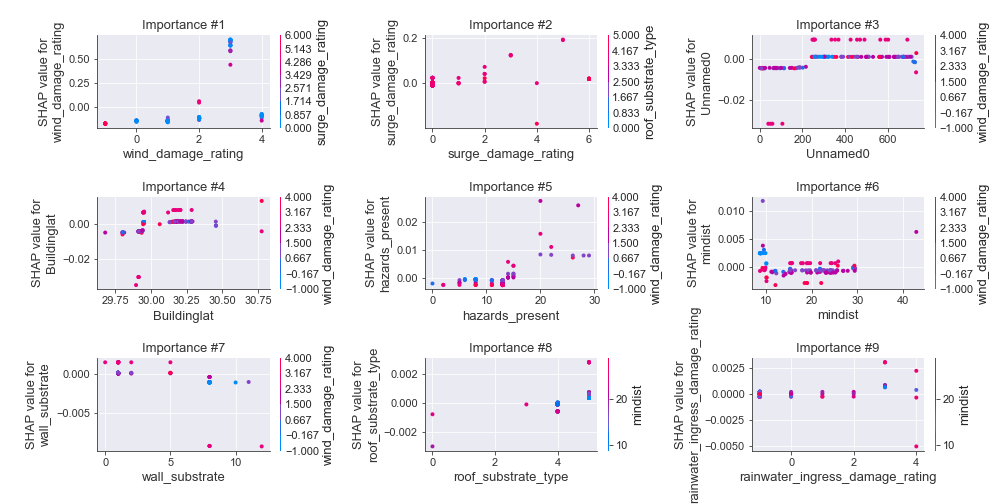 Importance #1
SHAP value for
wind_damage_rating
0.50
0.25
0.00
0
2
4
wind_damage_rating
6.000
5.143
4.286
3.429
2.571
1.714
0.857
0.000
surge_damage_rating
Importance #2
SHAP value for
surge_damage_rating
0.2
0.0
0
2
4
6
surge_damage_rating
5.000
4.167
3.333
2.500
1.667
0.833
0.000
roof_substrate_type
Importance #3
SHAP value for
Unnamed0
0.00
−0.02
0
200
400
600
Unnamed0
4.000
3.167
2.333
1.500
0.667
-0.167
-1.000
wind_damage_rating
Importance #4
SHAP value for
Buildinglat
0.00
−0.02
29.75
30.00
30.25
30.50
30.75
Buildinglat
4.000
3.167
2.333
1.500
0.667
-0.167
-1.000
wind_damage_rating
Importance #5
SHAP value for
hazards_present
0.02
0.01
0.00
0
10
20
30
hazards_present
4.000
3.167
2.333
1.500
0.667
-0.167
-1.000
wind_damage_rating
Importance #6
SHAP value for
mindist
0.010
0.005
0.000
10
20
30
40
mindist
4.000
3.167
2.333
1.500
0.667
-0.167
-1.000
wind_damage_rating
Importance #7
SHAP value for
wall_substrate
0.000
−0.005
0
5
10
wall_substrate
4.000
3.167
2.333
1.500
0.667
-0.167
-1.000
wind_damage_rating
Importance #8
SHAP value for
roof_substrate_type
0.002
0.000
−0.002
0
2
4
roof_substrate_type
20
10
mindist
Importance #9
SHAP value for
rainwater_ingress_damage_rating
0.0025
0.0000
−0.0025
−0.0050
0
2
4
rainwater_ingress_damage_rating
20
10
mindist